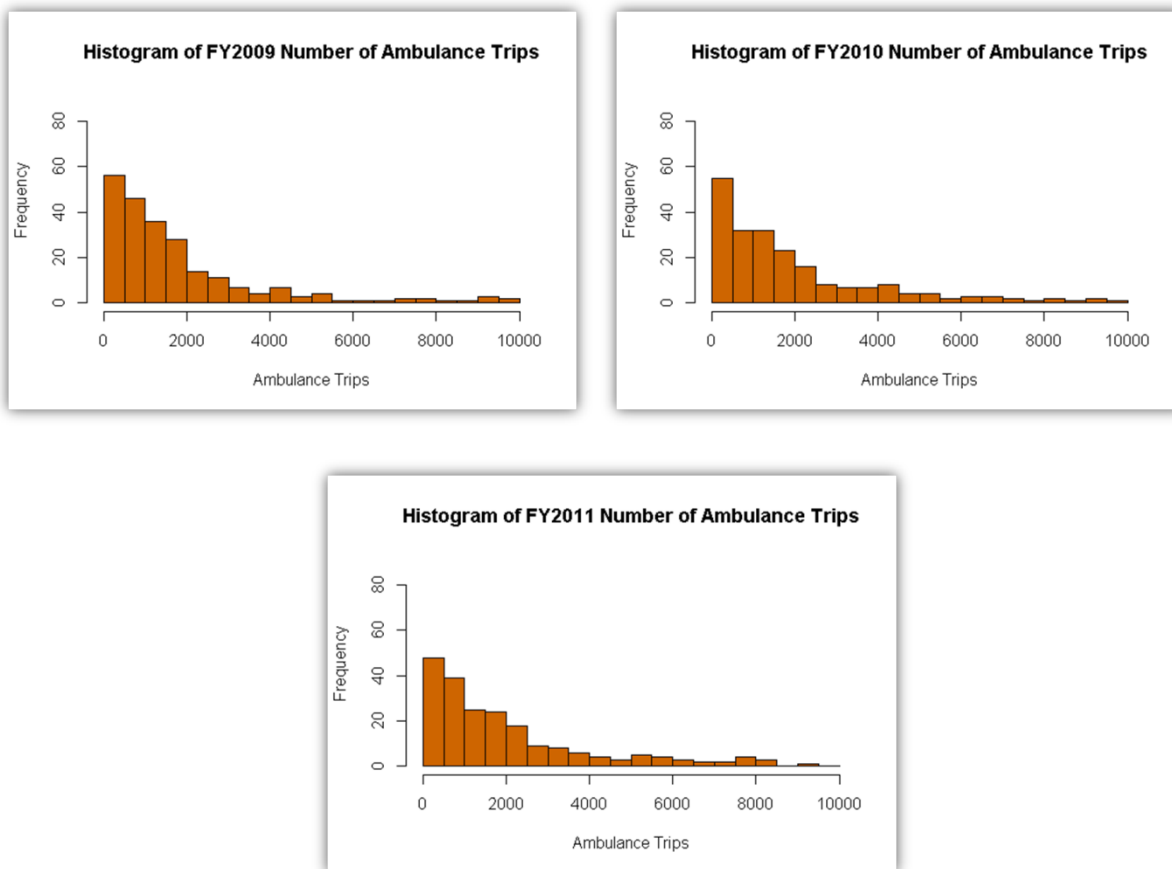 Histogram of FY2009 Number of Ambulance Trips
80
60
40
20
0
Frequency
0 2000 4000 6000 8000 10000
Ambulance Trips
Histogram of FY2010 Number of Ambulance Trips
80
60
40
20
0
Frequency
0 2000 4000 6000 8000 10000
Ambulance Trips
Histogram of FY2011 Number of Ambulance Trips
80
60
40
20
0
Frequency
0 2000 4000 6000 8000 10000
Ambulance Trips